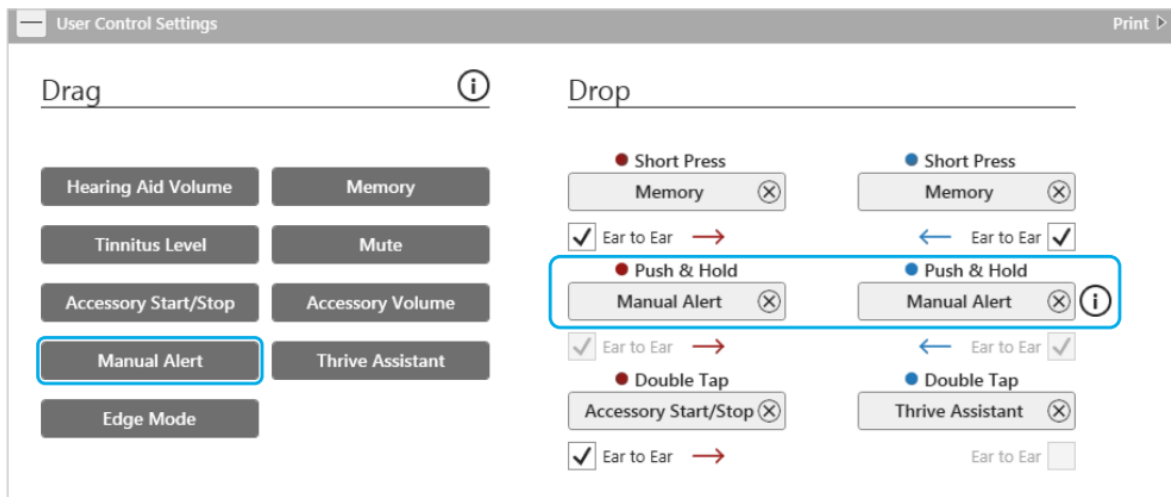 User Control Settings Print
Drag Drop
Short Press Short Press
Hearing Aid Volume Memory Memory Memory
Ear to Ear Ear to Ear
Tinnitus Level Mute
Push & Hold Push & Hold
Accessory Start/Stop Accessory Volume Manual Alert Manual Alert
Ear to Ear Ear to Ear
Manual Alert Thrive Assistant
Double Tap Double Tap
Edge Mode Accessory Start/Stop Thrive Assistant
Ear to Ear Ear to Ear